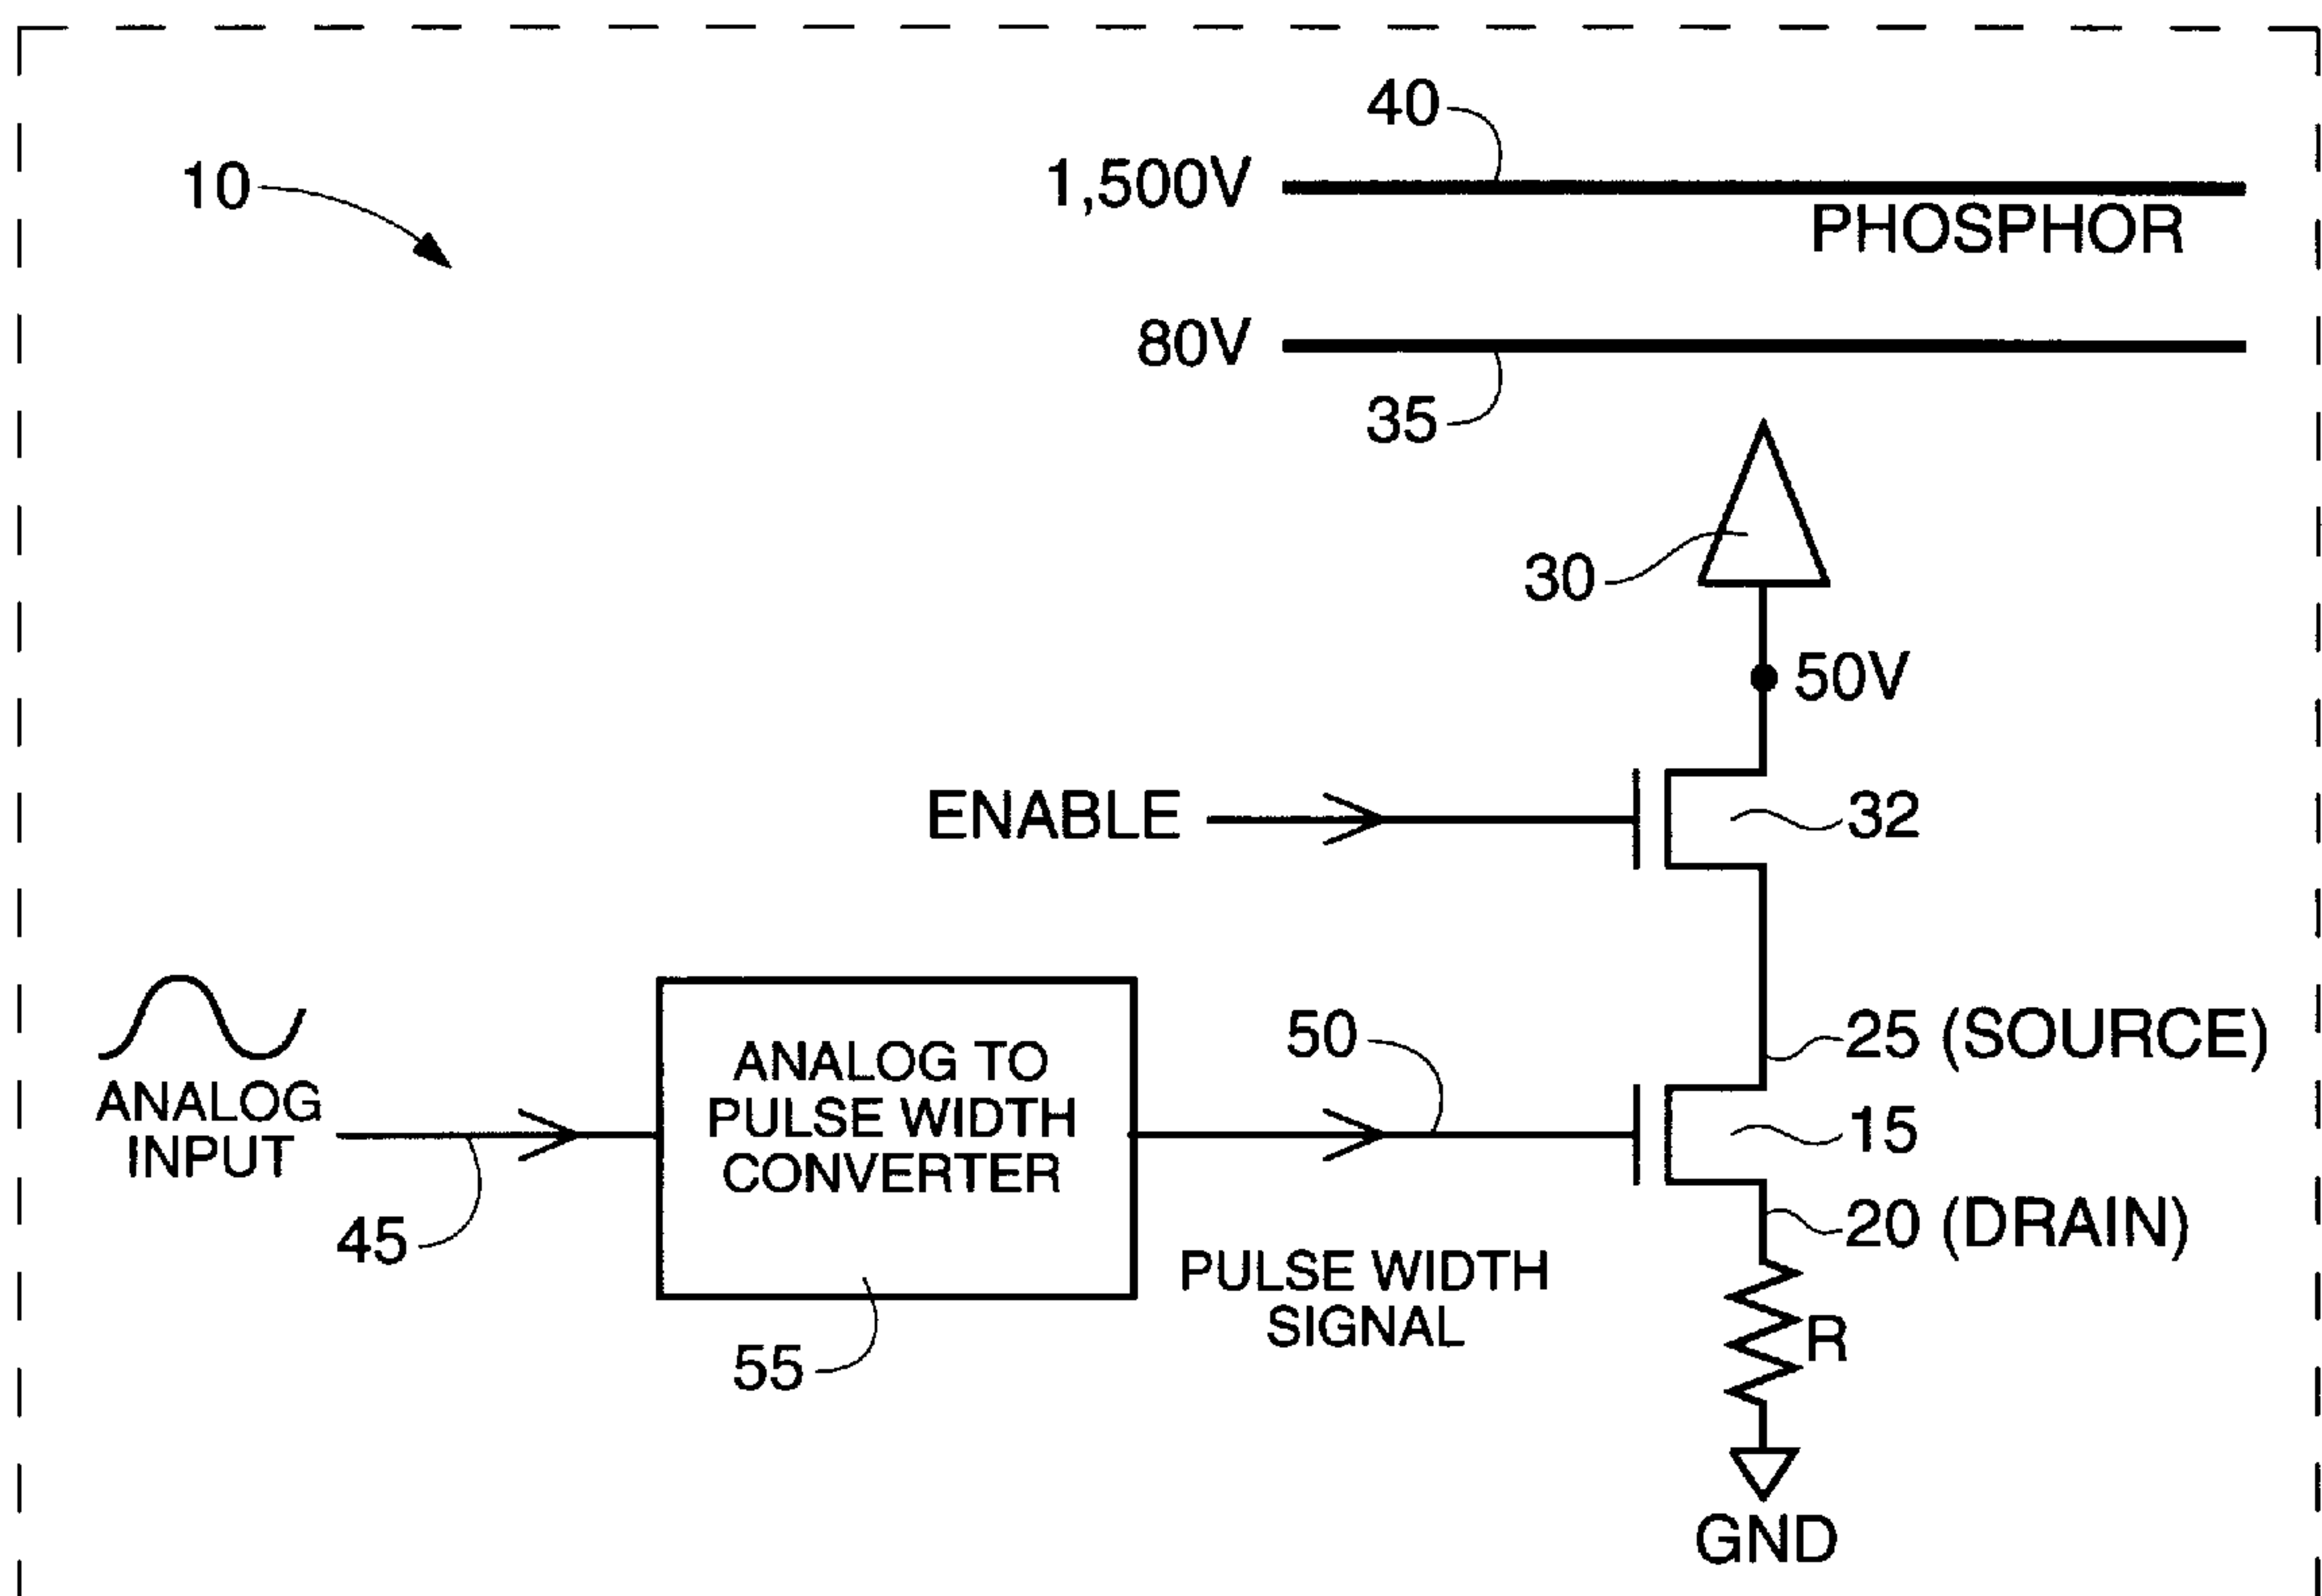 40
10
1,500V
PHOSPHOR
80V
35
30
50V
ENABLE
32
ANALOG INPUT
45
ANALOG TO
PULSE WIDTH
CONVERTER
55
50
PULSE WIDTH
SIGNAL
25 (SOURCE)
15
20 (DRAIN)
R
GND